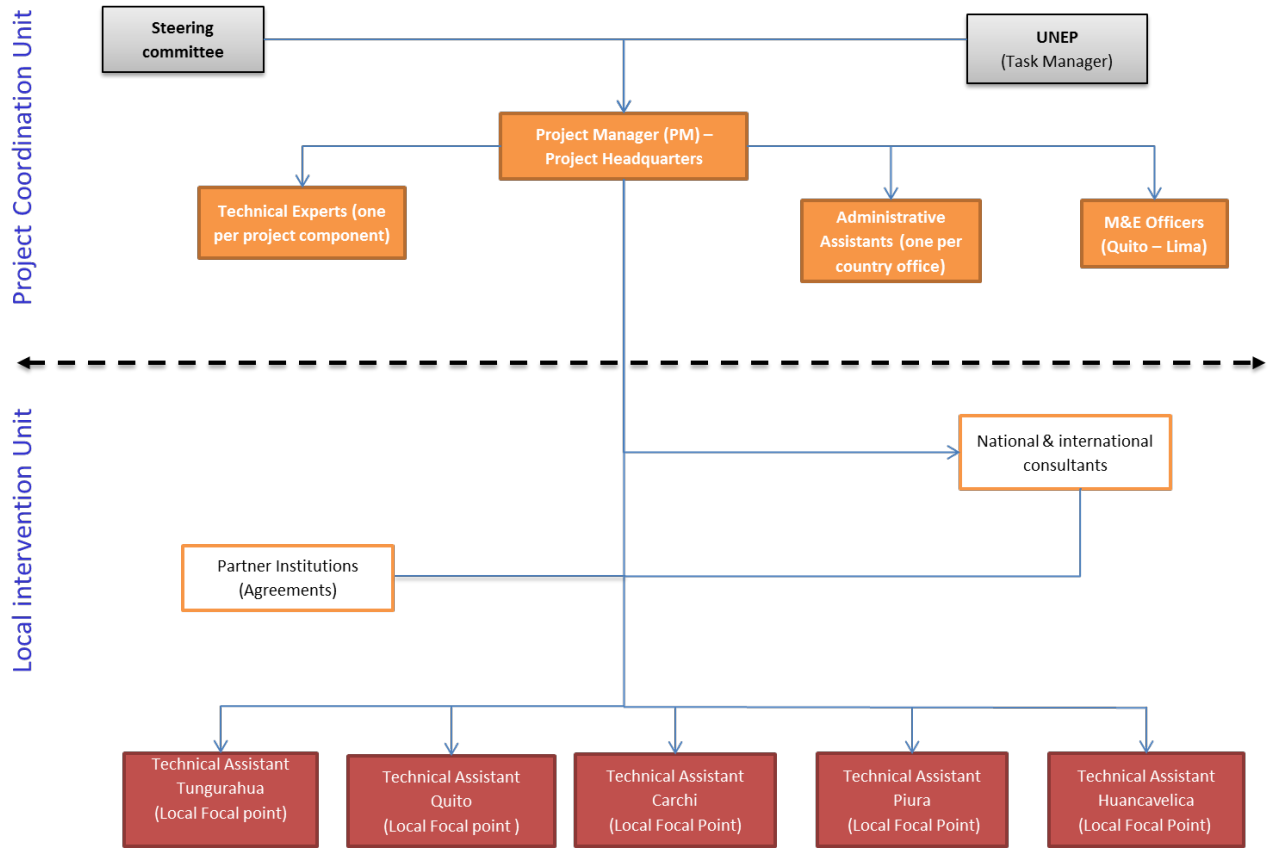 Project Coordination Unit
Steering
committee
UNEP
(Task Manager)
Project Manager (PM) –
Project Headquarters
Technical Experts (one
per project component)
Administrative
Assistants (one per
country office)
M&E Officers
(Quito – Lima)
Local intervention Unit
National & international
consultants
Partner Institutions
(Agreements)
Technical Assistant
Tungurahua
(Local Focal point)
Technical Assistant
Quito
(Local Focal point )
Technical Assistant
Carchi
(Local Focal Point)
Technical Assistant
Piura
(Local Focal Point)
Technical Assistant
Huancavelica
(Local Focal Point)